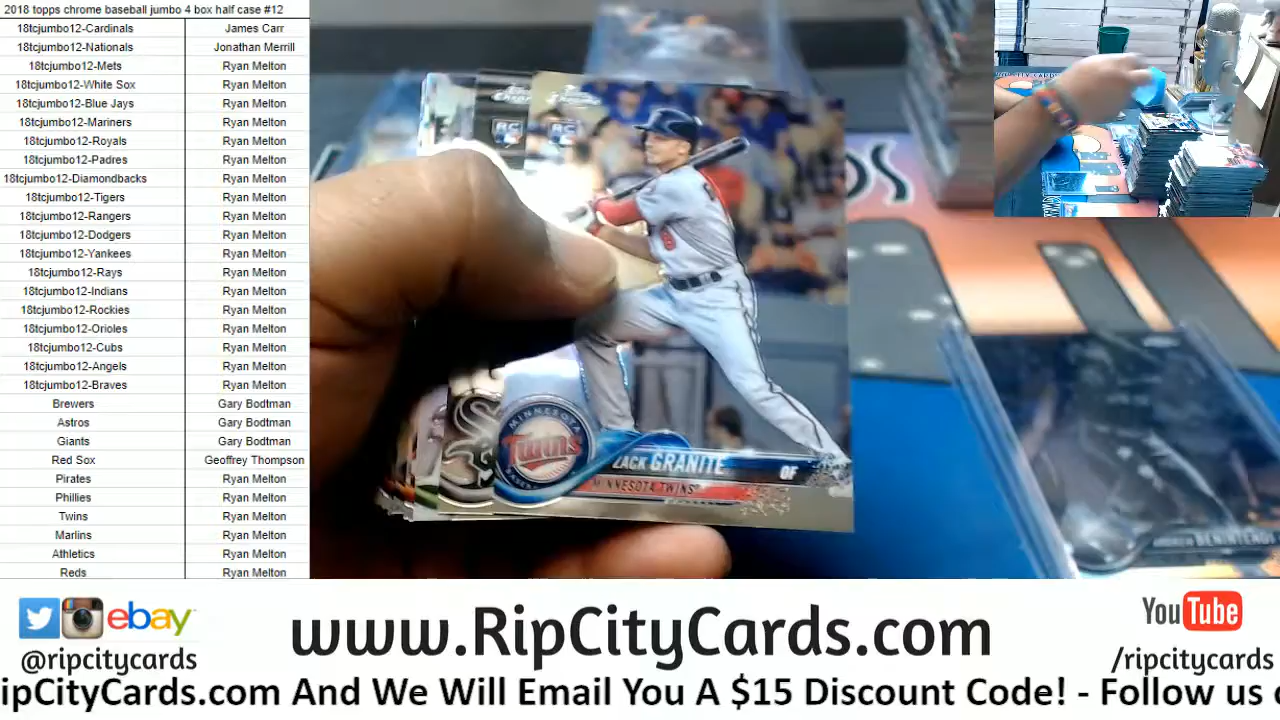 2018 topps chrome baseball jumbo 4 box half case #12
18tcjumbo12-Cardinals James Carr
18tcjumbo12-Nationals Jonathan Merrill
18tcjumbo12-Mets Ryan Melton
18tcjumbo12-White Sox Ryan Melton
18tcjumbo12-Blue Jays Ryan Melton
18tcjumbo12-Mariners Ryan Melton
18tcjumbo12-Royals Ryan Melton
18tcjumbo12-Padres Ryan Melton
18tcjumbo12-Diamondbacks Ryan Melton
18tcjumbo12-Tigers Ryan Melton
18tcjumbo12-Rangers Ryan Melton
18tcjumbo12-Dodgers Ryan Melton
18tcjumbo12-Yankees Ryan Melton
18tcjumbo12-Rays Ryan Melton
18tcjumbo12-Indians Ryan Melton
18tcjumbo12-Rockies Ryan Melton
18tcjumbo12-Orioles Ryan Melton
18tcjumbo12-Cubs Ryan Melton
18tcjumbo12-Angels Ryan Melton
18tcjumbo12-Braves Ryan Melton
Brewers Gary Bodtman
Astros Gary Bodtman
Giants Gary Bodtman
Red Sox Geoffrey Thompson
Pirates Ryan Melton
Phillies Ryan Melton
Twins Ryan Melton
Marlins Ryan Melton
Athletics Ryan Melton
Reds Ryan Melton
RC RC
MINNESOTA
Twins
ZACK GRANITE OF
MINNESOTA TWINS
BENINTENDI
ebay
@ripcitycards
www.RipCityCards.com
YouTube
/ripcitycards
ipCityCards.com And We Will Email You A $15 Discount Code! - Follow us